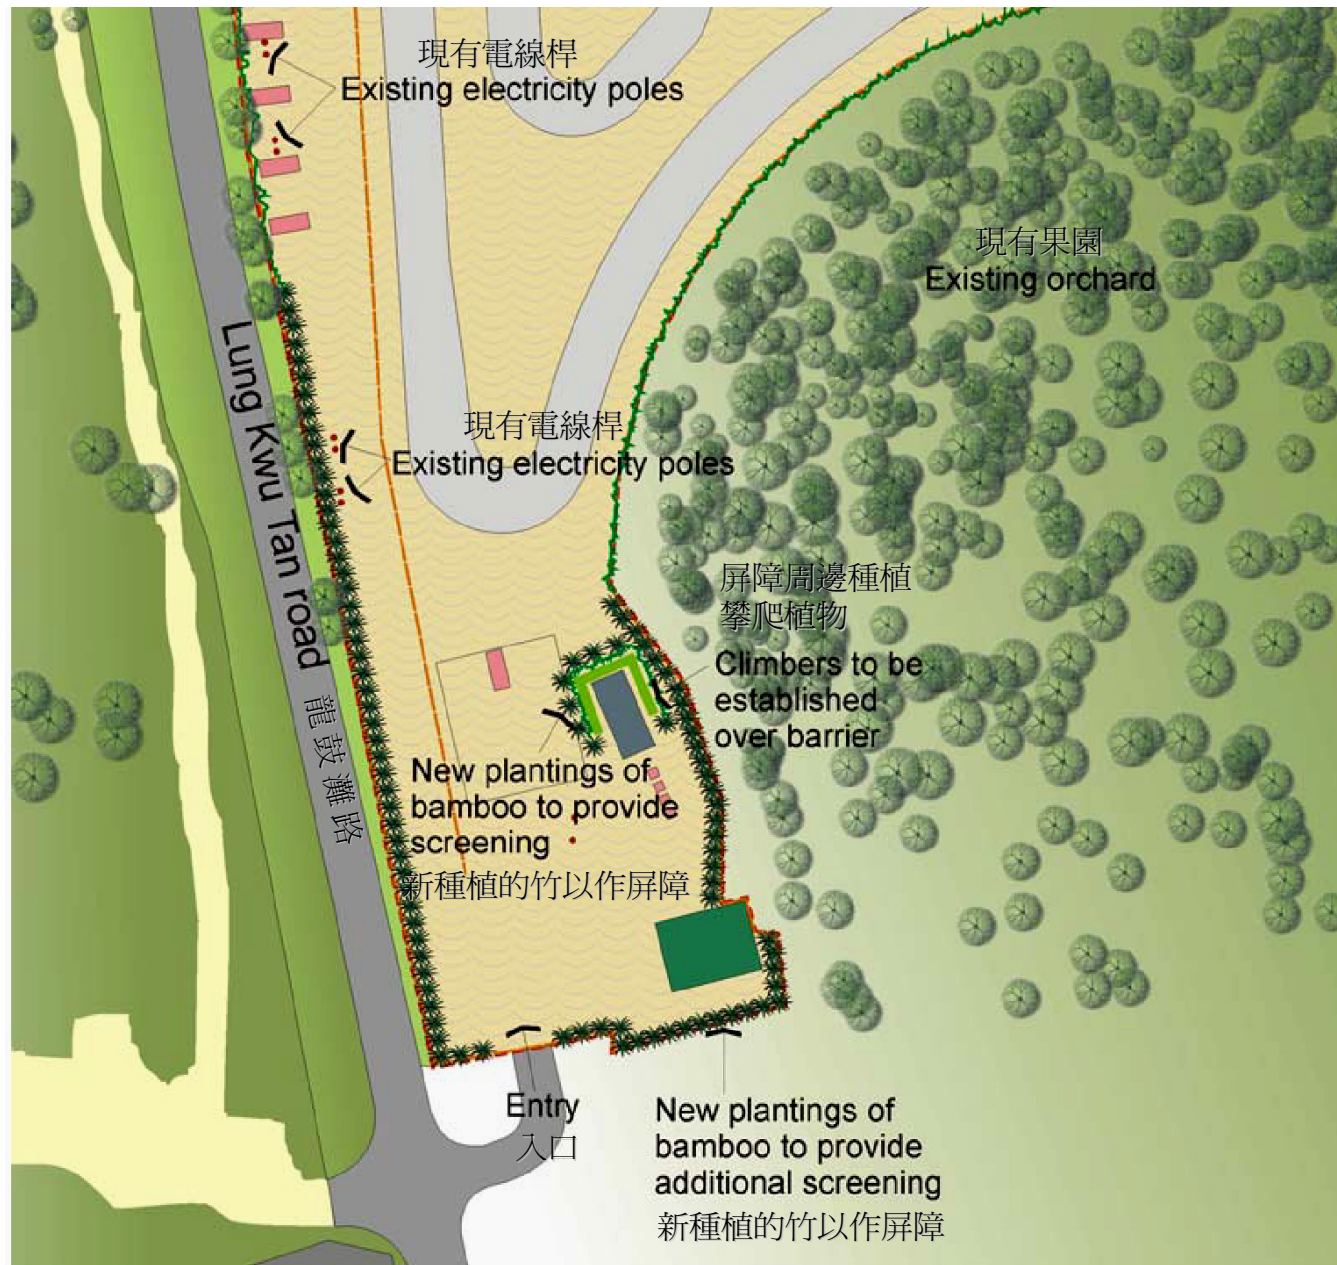 現有電線桿
Existing electricity poles
現有果園
Existing orchard
Lung Kwu Tan road
龍鼓灘路
現有電線桿
Existing electricity poles
屏障周邊種植
攀爬植物
Climbers to be
established
over barrier
New plantings of
bamboo to provide
screening
新種植的竹以作屏障
Entry
入口
New plantings of
bamboo to provide
additional screening
新種植的竹以作屏障